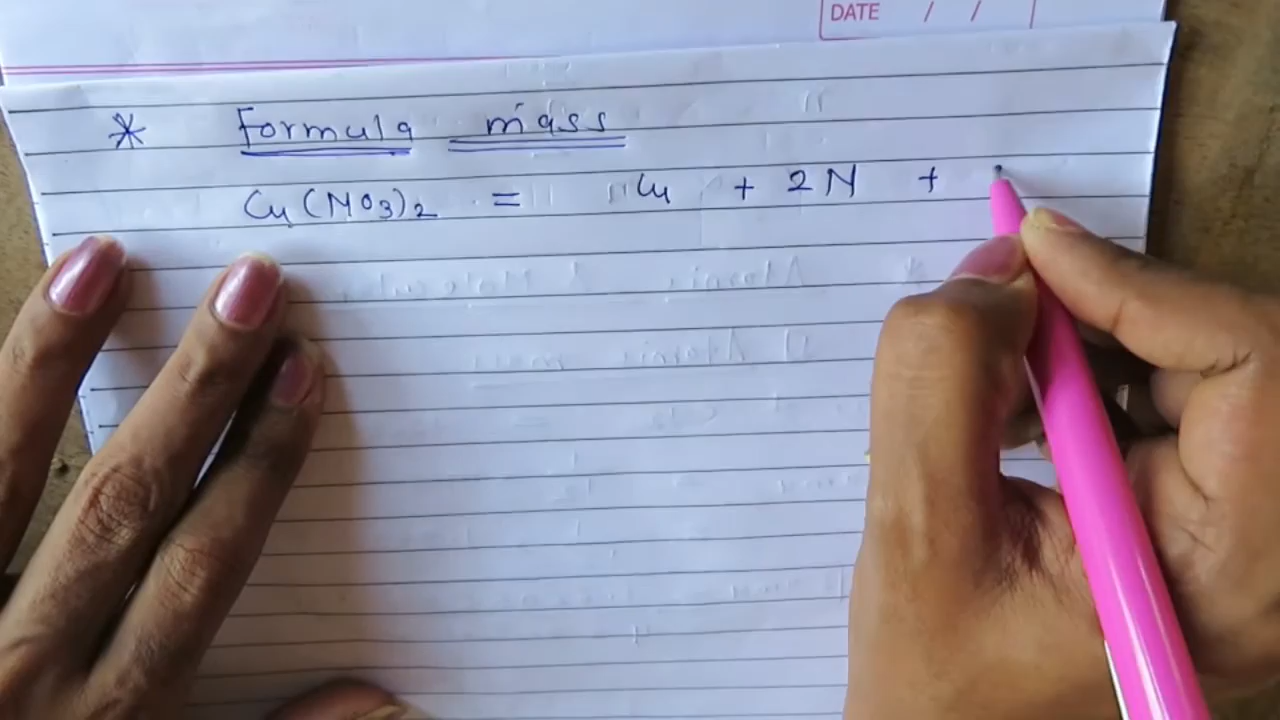 DATE / /
* Formula mass
Cu(NO3)2 = Cu + 2N +